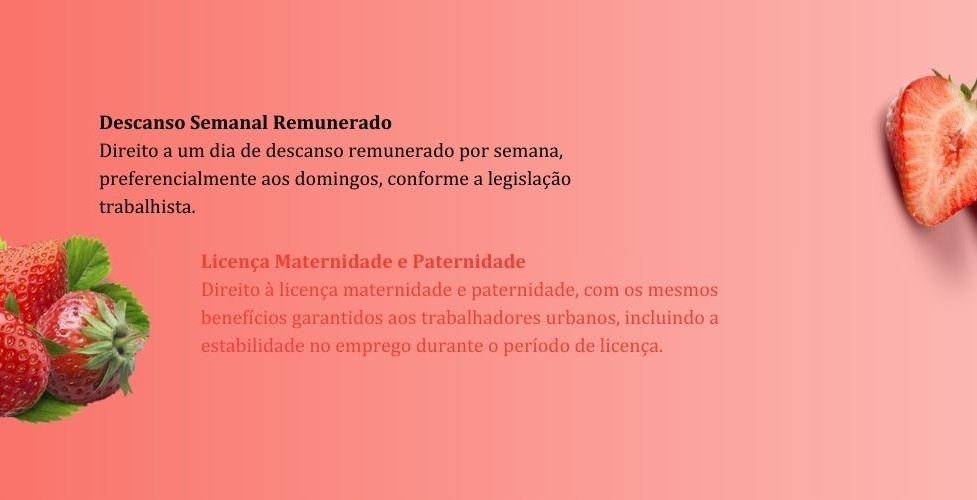 Descanso Semanal Remunerado
Direito a um dia de descanso remunerado por semana,
preferencialmente aos domingos, conforme a legislação
trabalhista.
Licença Maternidade e Paternidade
Direito à licença maternidade e paternidade, com os mesmos
benefícios garantidos aos trabalhadores urbanos, incluindo a
estabilidade no emprego durante o período de licença.